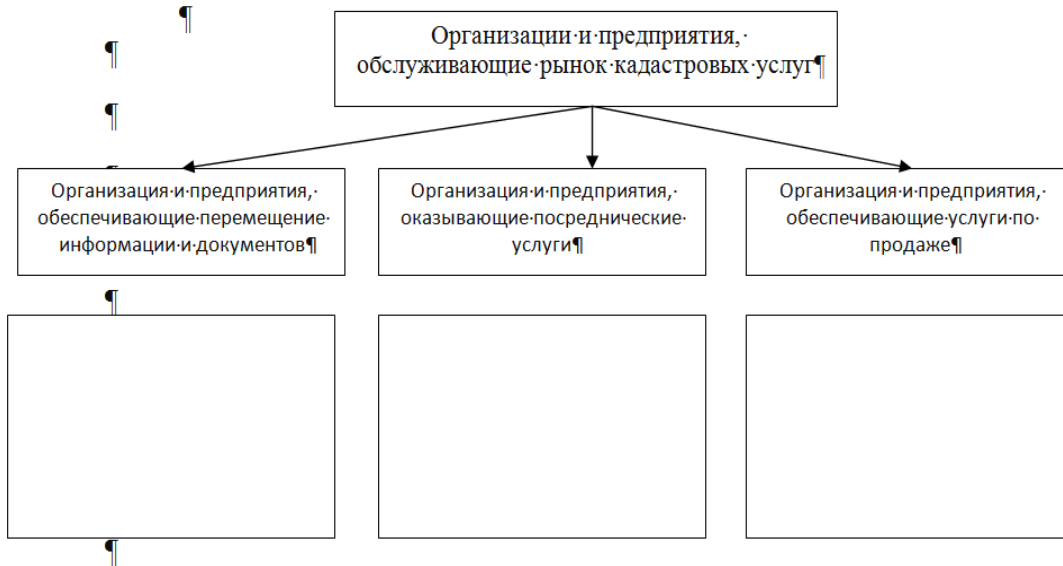 ¶
Организации·и·предприятия,·
обслуживающие·рынок·кадастровых·услуг¶
¶
¶
Организация·и·предприятия,·
обеспечивающие·перемещение·
информации·и·документов¶
Организация·и·предприятия,·
оказывающие·посреднические·
услуги¶
Организация·и·предприятия,·
обеспечивающие·услуги·по·
продаже¶
¶
¶